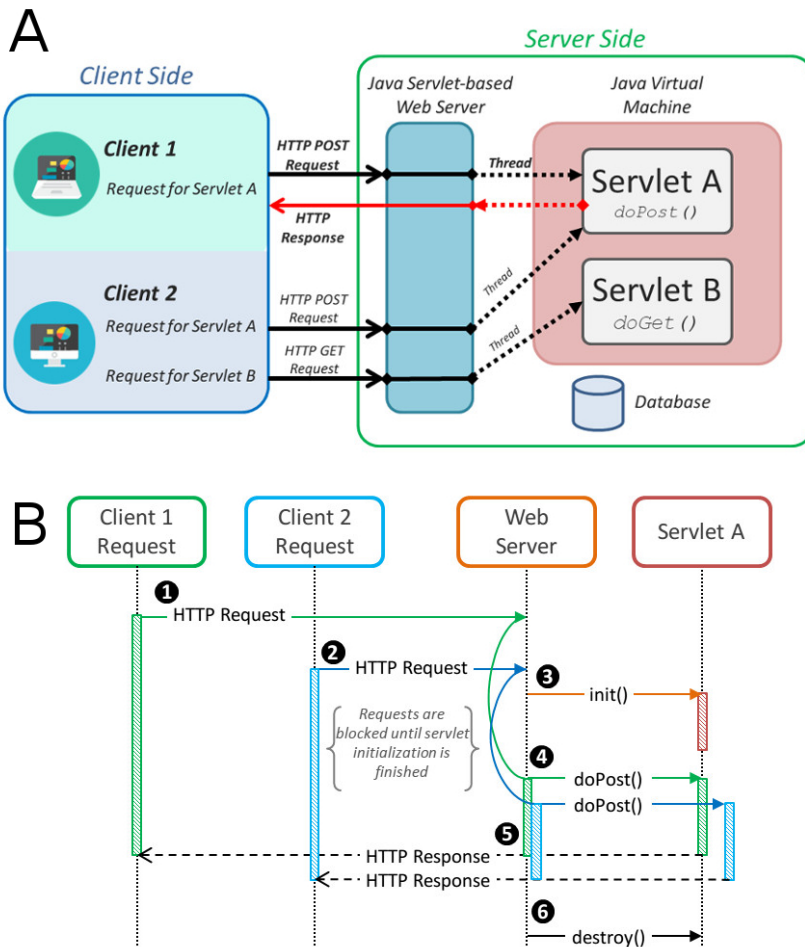 A
Server Side
Client Side
Java Servlet-based
Web Server
Java Virtual
Machine
Client 1
Request for Servlet A
HTTP POST
Request
Thread
Servlet A
doPost()
HTTP
Response
Client 2
Request for Servlet A
HTTP POST
Request
Thread
Servlet B
doGet()
Request for Servlet B
HTTP GET
Request
Thread
Database
B
Client 1
Request
Client 2
Request
Web
Server
Servlet A
1
HTTP Request
2
HTTP Request
3
init()
Requests are
blocked until servlet
initialization is
finished
4
doPost()
doPost()
5
HTTP Response
HTTP Response
6
destroy()